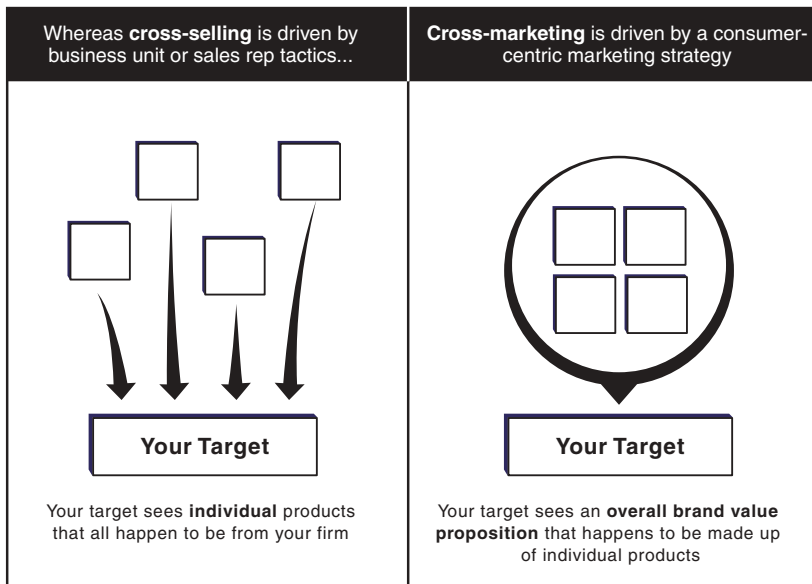 Whereas cross-selling is driven by
business unit or sales rep tactics...
Cross-marketing is driven by a consumer-
centric marketing strategy
Your Target
Your target sees individual products
that all happen to be from your firm
Your Target
Your target sees an overall brand value
proposition that happens to be made up
of individual products